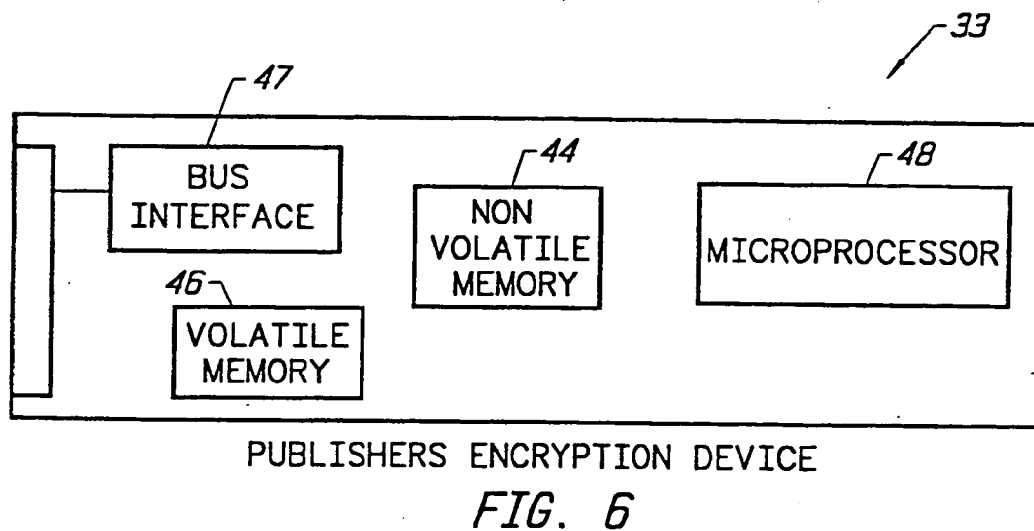 33
47
BUS
INTERFACE
44
NON
VOLATILE
MEMORY
48
MICROPROCESSOR
46
VOLATILE
MEMORY
PUBLISHERS ENCRYPTION DEVICE
FIG. 6